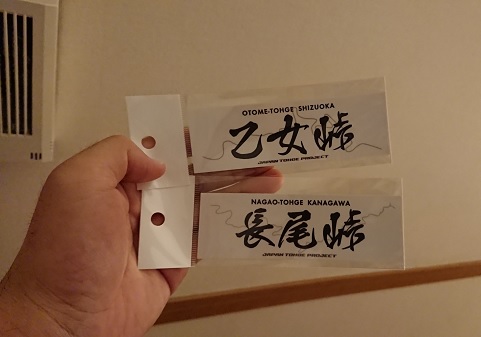 OTOME-TOHGE SHIZUOKA
乙女峠
JAPAN TOHGE PROJECT
NAGAO-TOHGE KANAGAWA
長尾峠
JAPAN TOHGE PROJECT